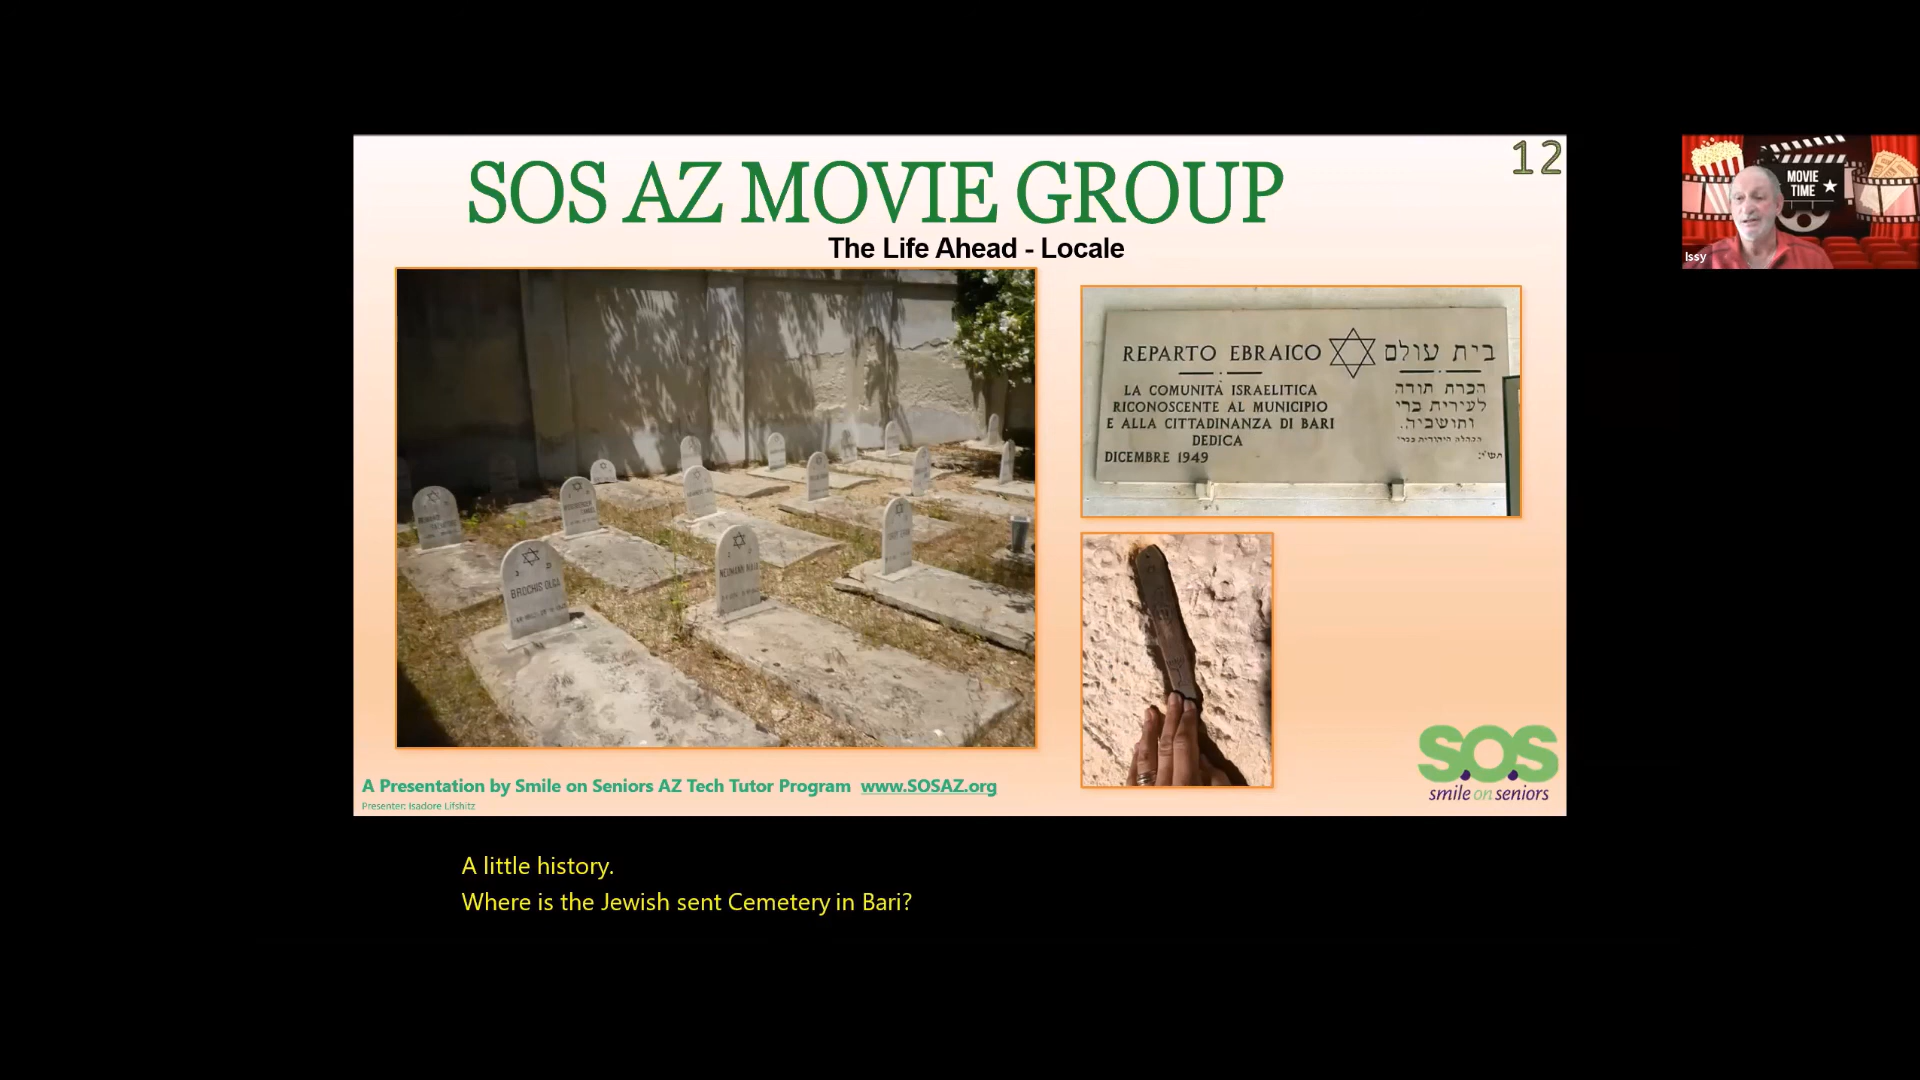 12
SOS AZ MOVIE GROUP
The Life Ahead - Locale
MOVIE
TIME
Issy
REPARTO EBRAICO
בית עולם
LA COMUNITÀ ISRAELITICA
RICONOSCENTE AL MUNICIPIO
E ALLA CITTADINANZA DI BARI
DEDICA
DICEMBRE 1949
הכרת תורה
לעירית ברי
ותושביה.
BROCHIS OLGA
NEUMANN
A Presentation by Smile on Seniors AZ Tech Tutor Program www.SOSAZ.org
Presenter: Isadore Lifshitz
S.O.S
smile on seniors
A little history.
Where is the Jewish sent Cemetery in Bari?